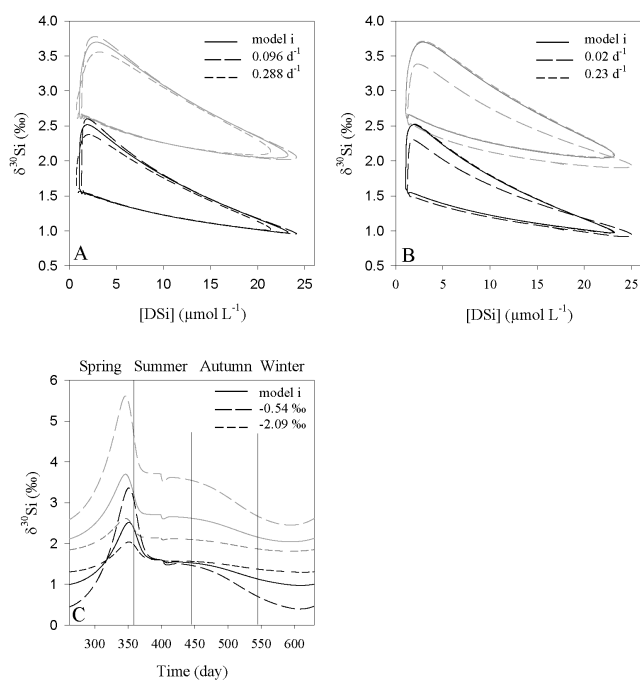 4.0
3.5
3.0
2.5
2.0
1.5
1.0
0.5
δ³⁰Si (‰)
model i
0.096 d⁻¹
0.288 d⁻¹
A
0 5 10 15 20 25
[DSi] (µmol L⁻¹)
4.0
3.5
3.0
2.5
2.0
1.5
1.0
0.5
δ³⁰Si (‰)
model i
0.02 d⁻¹
0.23 d⁻¹
B
0 5 10 15 20 25
[DSi] (µmol L⁻¹)
Spring Summer Autumn Winter
6
5
4
3
2
1
0
δ³⁰Si (‰)
model i
-0.54 ‰
-2.09 ‰
C
300 350 400 450 500 550 600
Time (day)